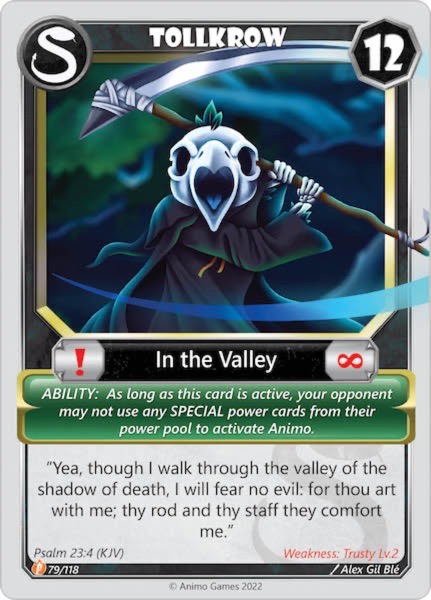 S
TOLLKROW
12
! In the Valley ∞
ABILITY: As long as this card is active, your opponent
may not use any SPECIAL power cards from their
power pool to activate Animo.
"Yea, though I walk through the valley of the
shadow of death, I will fear no evil: for thou art
with me; thy rod and thy staff they comfort
me."
Psalm 23:4 (KJV)
Weakness: Trusty Lv.2
P 79/118
/ Alex Gil Blé
© Animo Games 2022